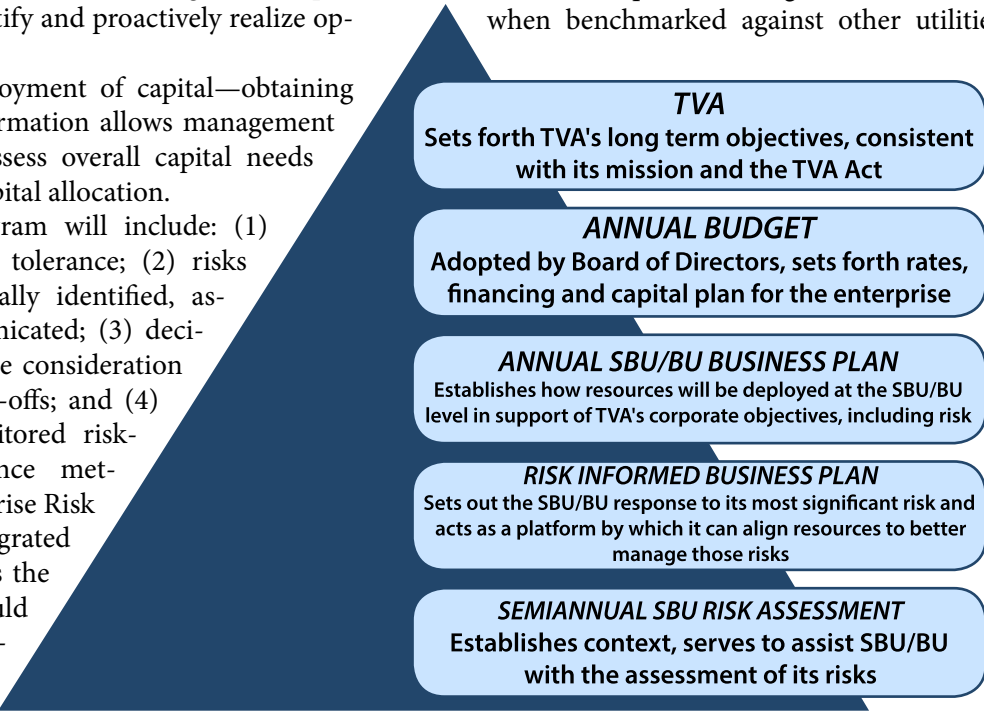 tify and proactively realize op-
oyment of capital—obtaining
rmation allows management
ssess overall capital needs
pital allocation.
ram will include: (1)
tolerance; (2) risks
ally identified, as-
nicated; (3) deci-
e consideration
-offs; and (4)
itored risk-
nce met-
rise Risk
grated
s the
uld
-
when benchmarked against other utilitie
TVA
Sets forth TVA's long term objectives, consistent
with its mission and the TVA Act
ANNUAL BUDGET
Adopted by Board of Directors, sets forth rates,
financing and capital plan for the enterprise
ANNUAL SBU/BU BUSINESS PLAN
Establishes how resources will be deployed at the SBU/BU
level in support of TVA's corporate objectives, including risk
RISK INFORMED BUSINESS PLAN
Sets out the SBU/BU response to its most significant risk and
acts as a platform by which it can align resources to better
manage those risks
SEMIANNUAL SBU RISK ASSESSMENT
Establishes context, serves to assist SBU/BU
with the assessment of its risks